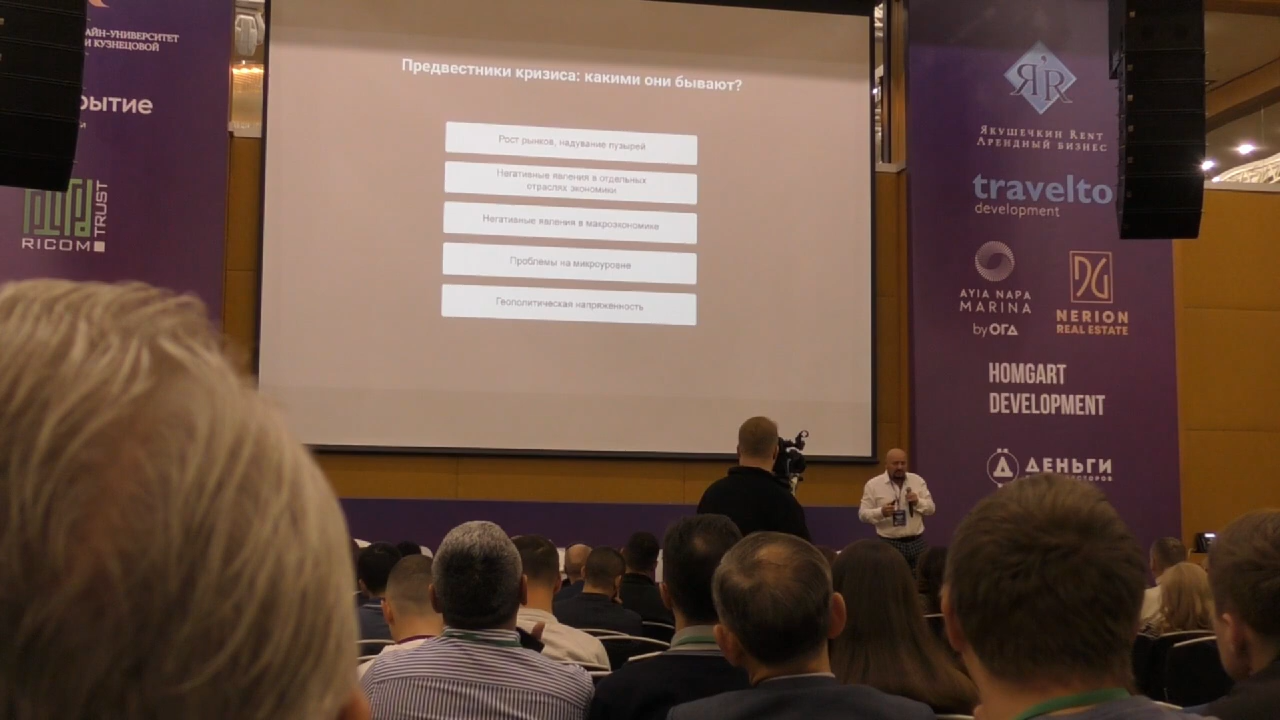 АЙН-УНИВЕРСИТЕТ
И КУЗНЕЦОВОЙ
РЫТИЕ
RICOM
TRUST
Предвестники кризиса: какими они бывают?
Рост рынков, надувание пузырей
Негативные явления в отдельных
отраслях экономики
Негативные явления в макроэкономике
Проблемы на микроуровне
Геополитическая напряженность
Я'R
Якушечкин Rent
Арендный бизнес
travelto
development
AYIA NAPA
MARINA
by ОГА
NERION
REAL ESTATE
HOMGART
DEVELOPMENT
ДЕНЬГИ